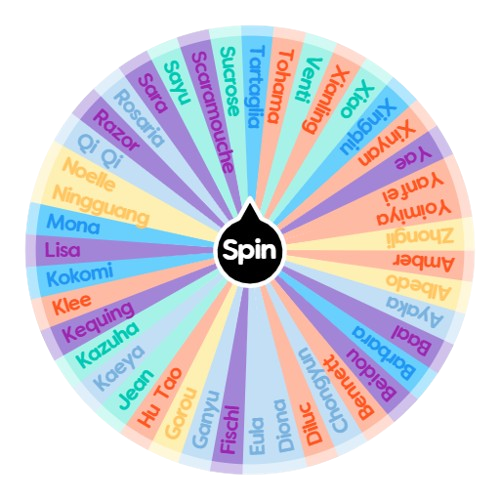 Spin
Tartaglia
Tohama
Venti
Xianling
Xiao
Xingqiu
Xinyan
Yae
Yanfei
Yoimiya
Zhongli
Amber
Albedo
Ayaka
Baal
Barbara
Beidou
Bennett
Chongyun
Diluc
Diona
Eula
Fischl
Ganyu
Gorou
Hu Tao
Jean
Kaeya
Kazuha
Kequing
Klee
Kokomi
Lisa
Mona
Ningguang
Noelle
Qi Qi
Razor
Rosaria
Sara
Sayu
Scaramouche
Sucrose